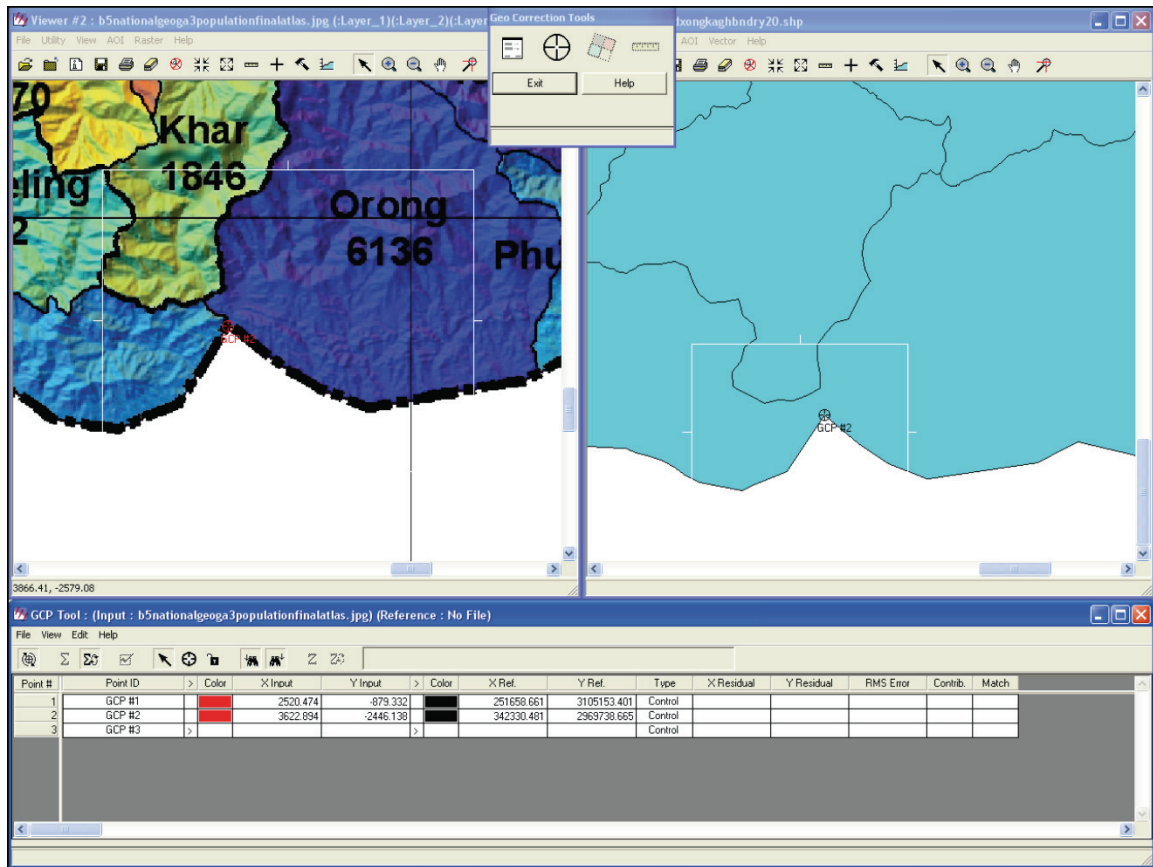 Viewer #2 : b5nationalgeoga3populationfinalatlas.jpg (:Layer_1)(:Layer_2)(:Layer
File Utility View AOI Raster Help
Geo Correction Tools
Exit Help
dxongkaghbndry20.shp
AOI Vector Help
70
Khar
1846
eling
2
Orong
6136
Phu
GCP #2
GCP #2
3866.41, -2579.08
GCP Tool : (Input : b5nationalgeoga3populationfinalatlas.jpg) (Reference : No File)
File View Edit Help
Σ Σ Z Z
Point # Point ID > Color X Input Y Input > Color X Ref. Y Ref. Type X Residual Y Residual RMS Error Contrib. Match
1 GCP #1 2520.474 -879.332 251658.661 3105153.401 Control
2 GCP #2 3622.894 -2446.138 342330.481 2969738.665 Control
3 GCP #3 > > Control